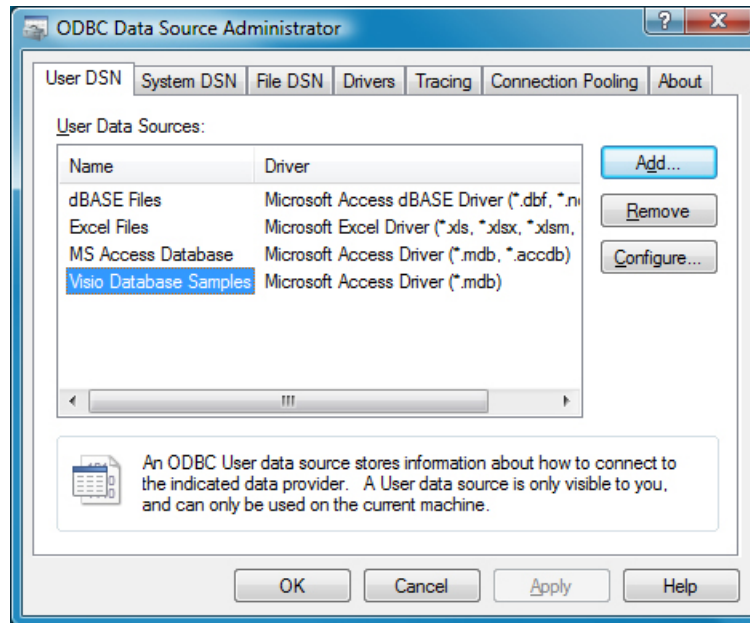 ODBC Data Source Administrator
User DSN System DSN File DSN Drivers Tracing Connection Pooling About
User Data Sources:
Name Driver
dBASE Files Microsoft Access dBASE Driver (*.dbf, *.n
Excel Files Microsoft Excel Driver (*.xls, *.xlsx, *.xlsm,
MS Access Database Microsoft Access Driver (*.mdb, *.accdb)
Visio Database Samples Microsoft Access Driver (*.mdb)
Add...
Remove
Configure...
An ODBC User data source stores information about how to connect to
the indicated data provider. A User data source is only visible to you,
and can only be used on the current machine.
OK Cancel Apply Help